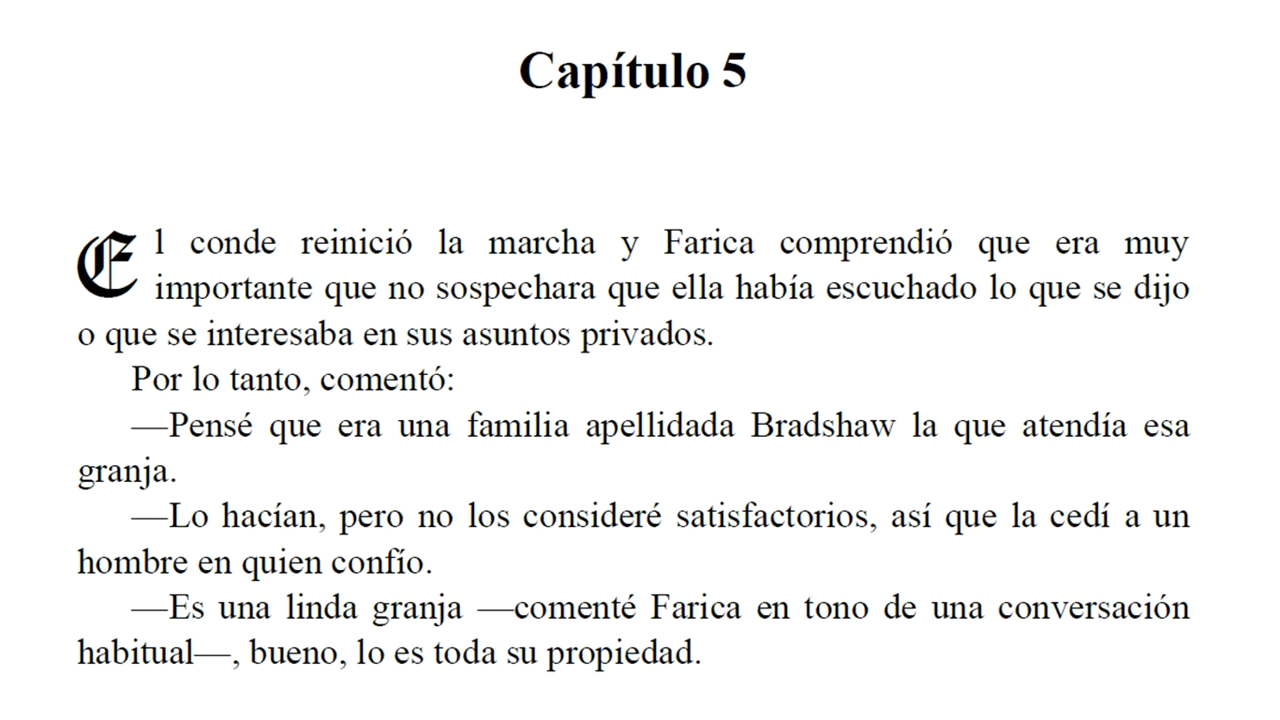 Capítulo 5
El conde reinició la marcha y Farica comprendió que era muy
importante que no sospechara que ella había escuchado lo que se dijo
o que se interesaba en sus asuntos privados.
Por lo tanto, comentó:
—Pensé que era una familia apellidada Bradshaw la que atendía esa
granja.
—Lo hacían, pero no los consideré satisfactorios, así que la cedí a un
hombre en quien confío.
—Es una linda granja —comenté Farica en tono de una conversación
habitual—, bueno, lo es toda su propiedad.